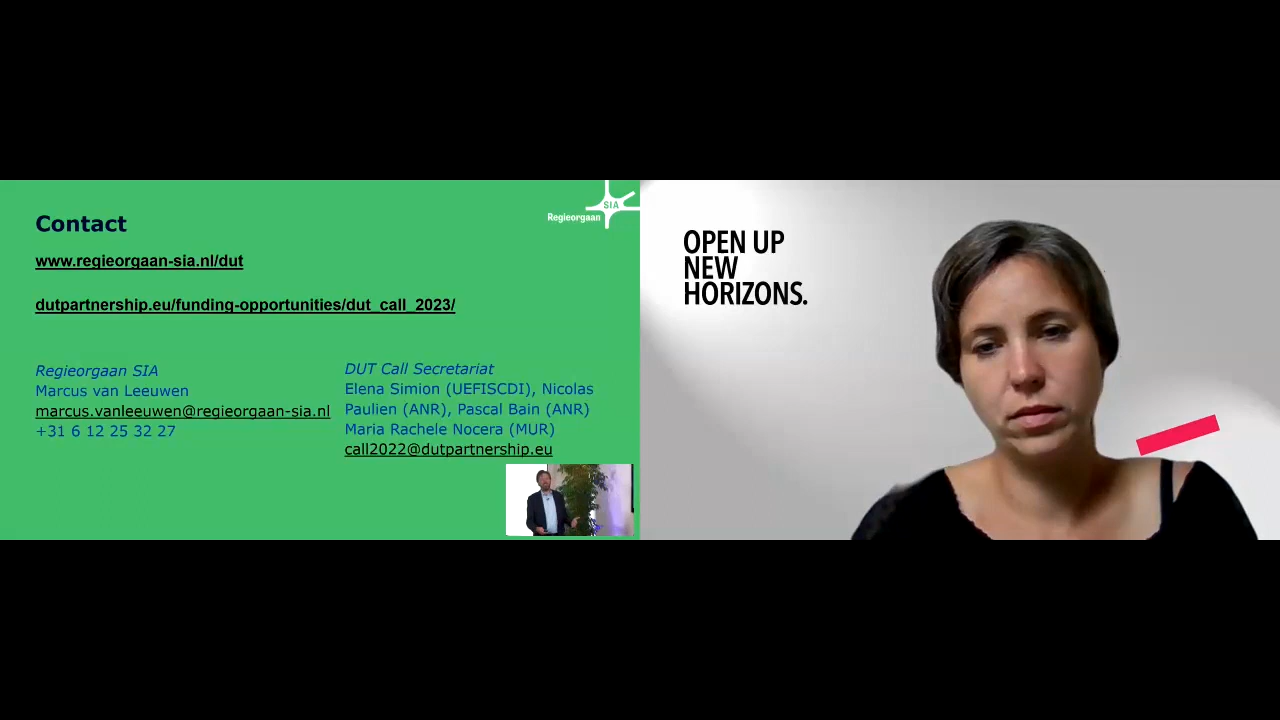 Contact
SIA
Regieorgaan
www.regieorgaan-sia.nl/dut
dutpartnership.eu/funding-opportunities/dut_call_2023/
Regieorgaan SIA
Marcus van Leeuwen
marcus.vanleeuwen@regieorgaan-sia.nl
+31 6 12 25 32 27
DUT Call Secretariat
Elena Simion (UEFISCDI), Nicolas
Paulien (ANR), Pascal Bain (ANR)
Maria Rachele Nocera (MUR)
call2022@dutpartnership.eu
OPEN UP
NEW
HORIZONS.